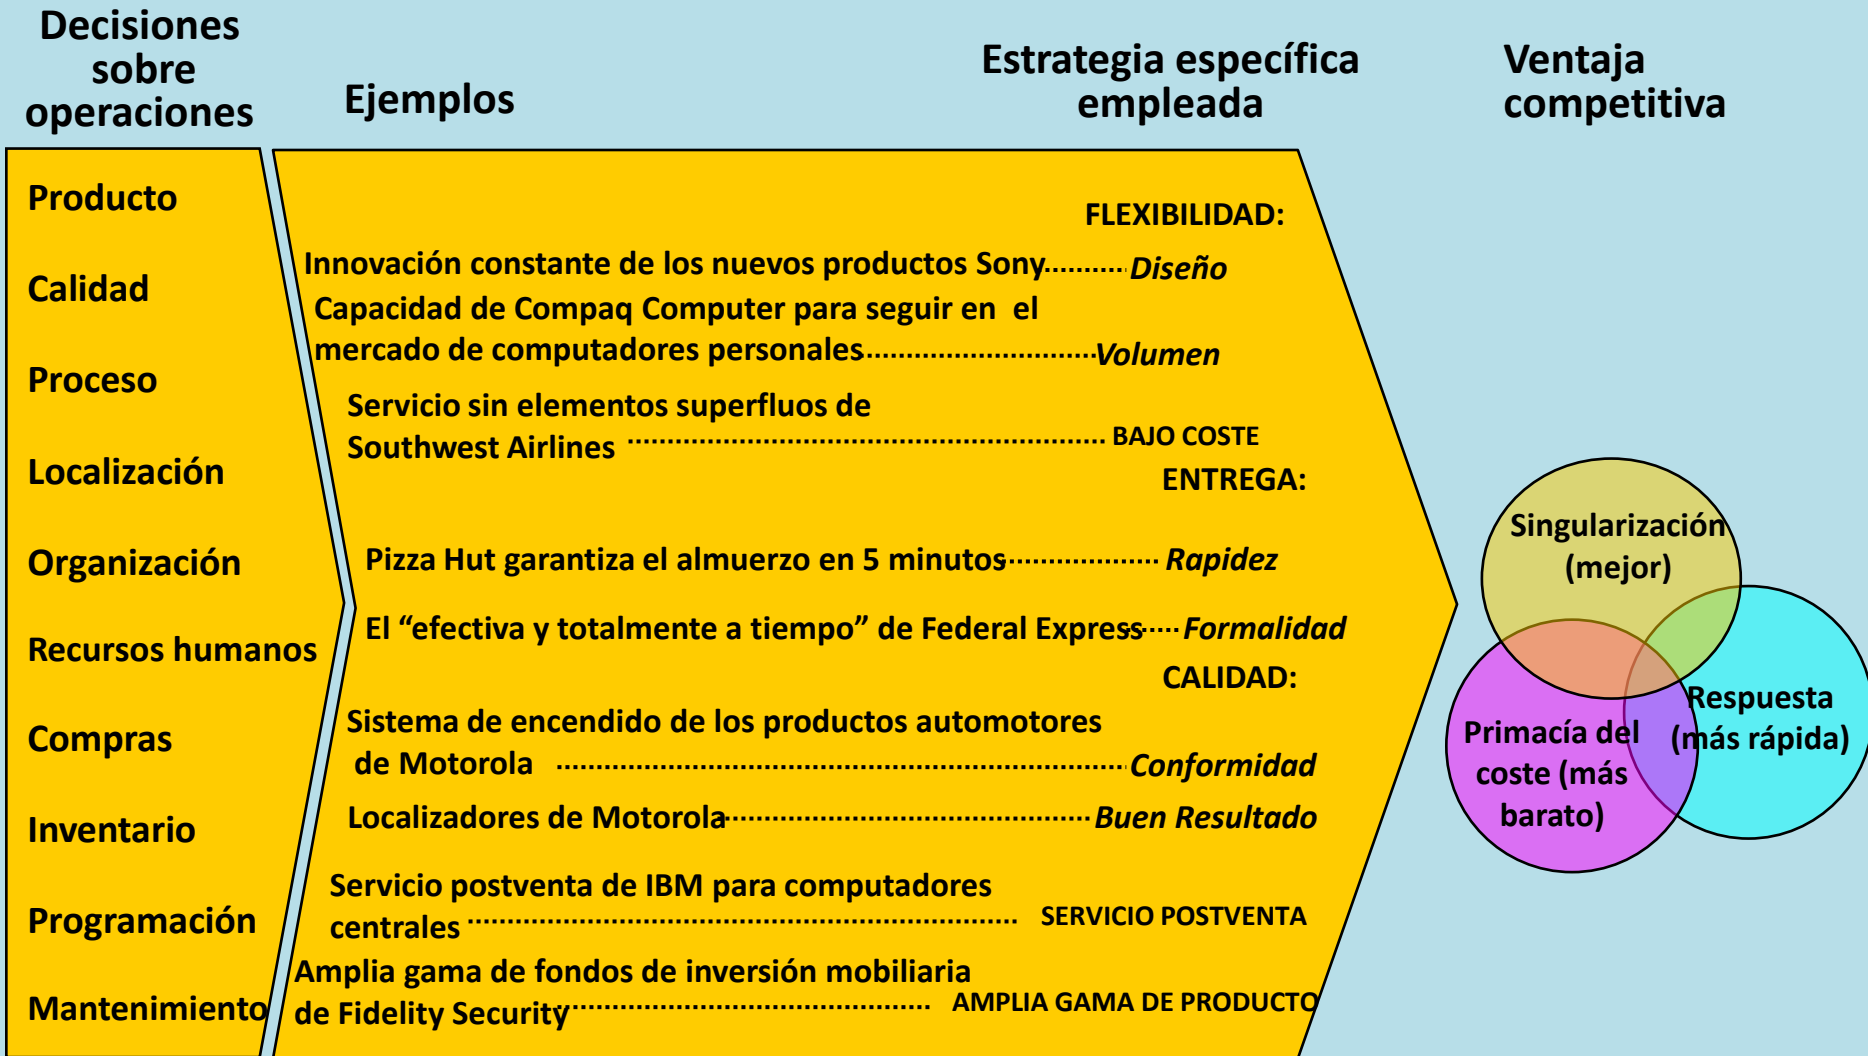 Decisiones
sobre
operaciones
Ejemplos
Estrategia específica
empleada
Ventaja
competitiva
Producto
Calidad
Proceso
Localización
Organización
Recursos humanos
Compras
Inventario
Programación
Mantenimiento
FLEXIBILIDAD:
Innovación constante de los nuevos productos Sony........... Diseño
Capacidad de Compaq Computer para seguir en  el
mercado de computadores personales.............................. Volumen
Servicio sin elementos superfluos de
Southwest Airlines ............................................................. BAJO COSTE
ENTREGA:
Pizza Hut garantiza el almuerzo en 5 minutos.................... Rapidez
El “efectiva y totalmente a tiempo” de Federal Express....... Formalidad
CALIDAD:
Sistema de encendido de los productos automotores
de Motorola ......................................................................... Conformidad
Localizadores de Motorola............................................... Buen Resultado
Servicio postventa de IBM para computadores
centrales ...................................................................... SERVICIO POSTVENTA
Amplia gama de fondos de inversión mobiliaria
de Fidelity Security............................................... AMPLIA GAMA DE PRODUCTO
Singularización
(mejor)
Respuesta
(más rápida)
Primacía del
coste (más
barato)